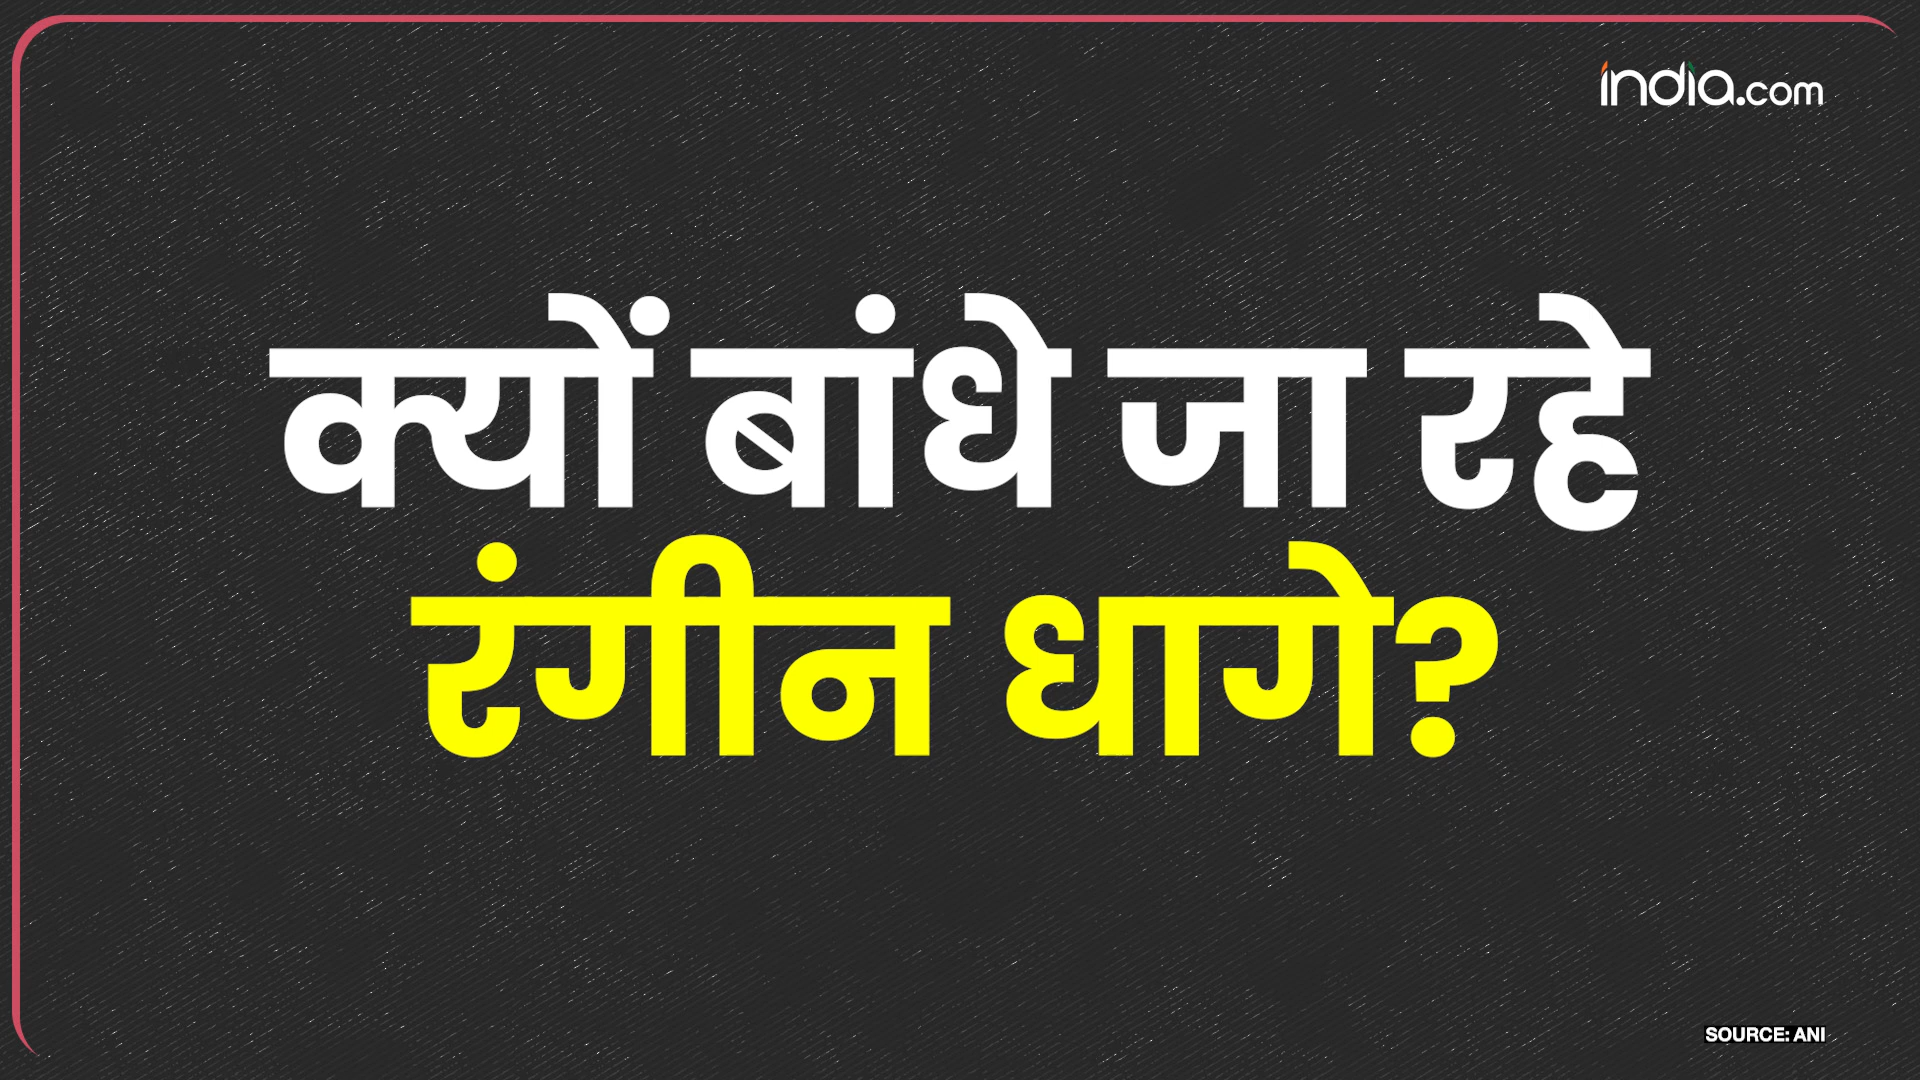 india.com
क्यों बांधे जा रहे
रंगीन धागे?
SOURCE: ANI